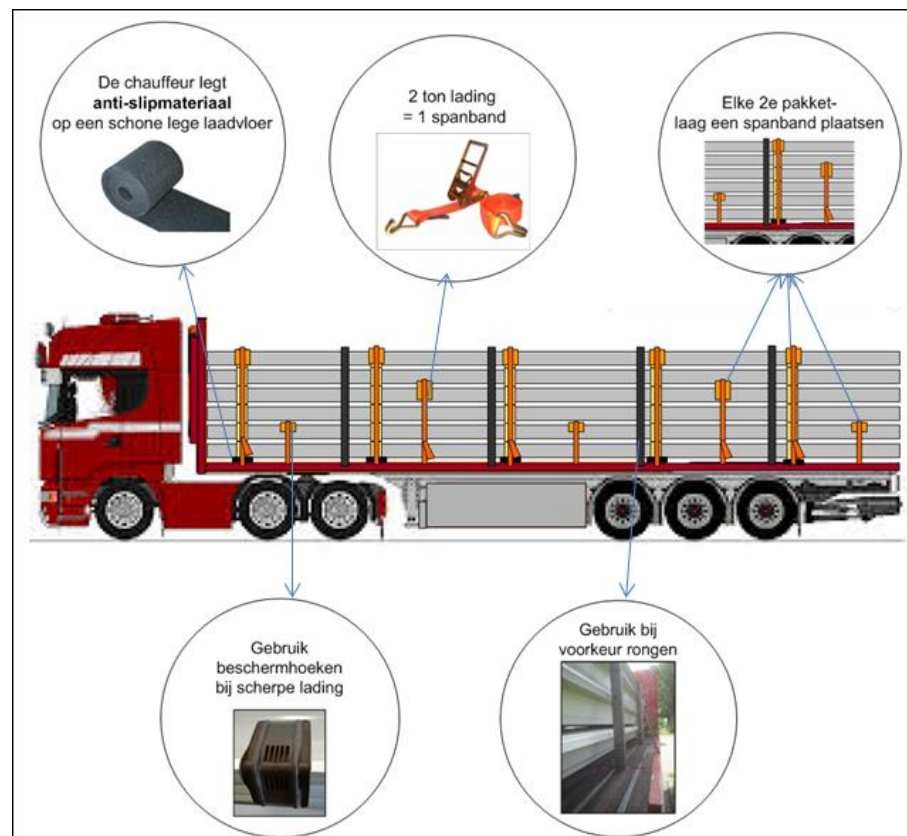 De chauffeur legt
anti-slipmateriaal
op een schone lege laadvloer
2 ton lading
= 1 spanband
Elke 2e pakket-
laag een spanband plaatsen
Gebruik
beschermhoeken
bij scherpe lading
Gebruik bij
voorkeur rongen